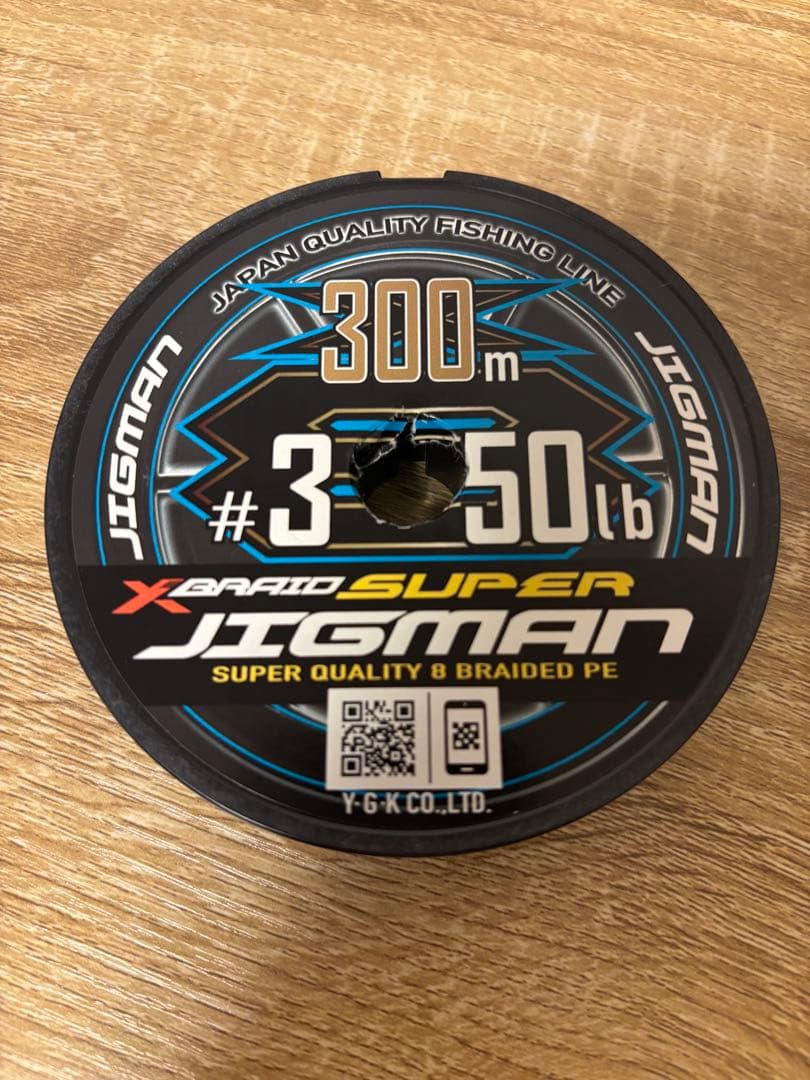 JAPAN QUALITY FISHING LINE
300m
JIGMAN
JIGMAN
#3 50lb
X BRAID SUPER
JIGMAN
SUPER QUALITY 8 BRAIDED PE
Y·G·K CO.,LTD.